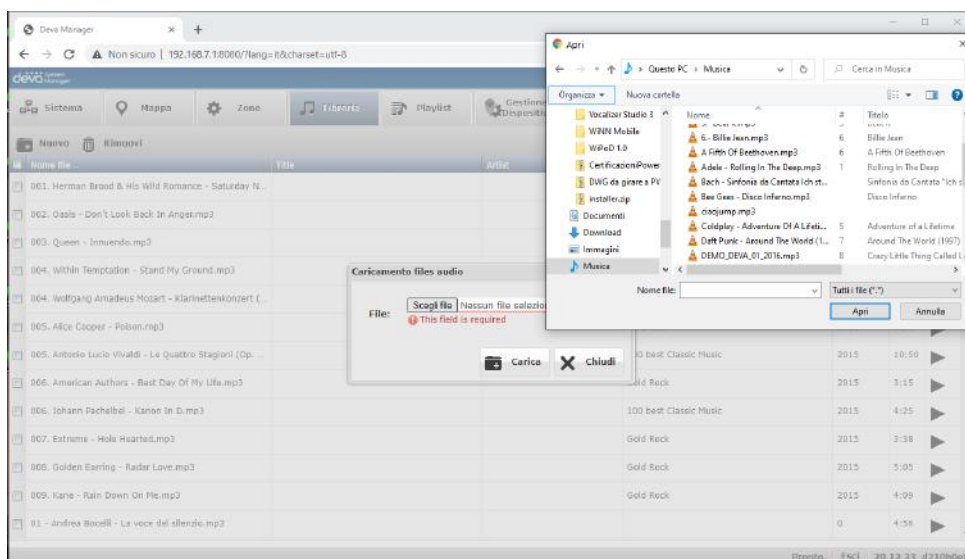 Deva Manager
Non sicuro | 192.168.7.1:8080/?lang=it&charset=utf-8
deva System Manager
Sistema Mappa Zone Libreria Playlist Gestione Dispositivi
Nuovo Rimuovi
Nome file Title Artist
001. Herman Brood & His Wild Romance - Saturday N...
002. Oasis - Don't Look Back In Anger.mp3
003. Queen - Innuendo.mp3
004. Within Temptation - Stand My Ground.mp3
004. Wolfgang Amadeus Mozart - Klarinettenkonzert (...
005. Alice Cooper - Poison.mp3
005. Antonio Lucio Vivaldi - Le Quattro Stagioni (Op. ... best Classic Music 2015 10:50
006. American Authors - Best Day Of My Life.mp3 Gold Rock 2015 3:15
006. Johann Pachelbel - Kanon In D.mp3 100 best Classic Music 2015 4:25
007. Extreme - Hole Hearted.mp3 Gold Rock 2015 3:38
008. Golden Earring - Radar Love.mp3 Gold Rock 2015 5:05
009. Kane - Rain Down On Me.mp3 Gold Rock 2015 4:09
01 - Andrea Bocelli - La voce del silenzio.mp3 0 4:56
Pronto Esci 20.12.23
Caricamento files audio
File: Scegli file Nessun file selezio
This field is required
Carica Chiudi
Apri
Questo PC Musica Cerca in Musica
Organizza Nuova cartella
Vocalizer Studio 3
WiNN Mobile
WiPeD 1.0
CertificazioniPower
DWG da girare a PV
installer.zip
Documenti
Download
Immagini
Musica
Nome # Titolo
6.- Billie Jean.mp3 6 Billie Jean
A Fifth Of Beethoven.mp3 6 A Fifth Of Beethoven
Adele - Rolling In The Deep.mp3 1 Rolling In The Deep
Bach - Sinfonia da Cantata Ich st... Sinfonia da Cantata "Ich s
Bee Gees - Disco Inferno.mp3 Disco Inferno
ciaojump.mp3
Coldplay - Adventure Of A Lifeti... 5 Adventure of a Lifetime
Daft Punk - Around The World (1... 7 Around The World (1997)
DEMO_DEVA_01_2016.mp3 8 Crazy Little Thing Called L
Nome file: Tutti i file (*.*)
Apri Annulla